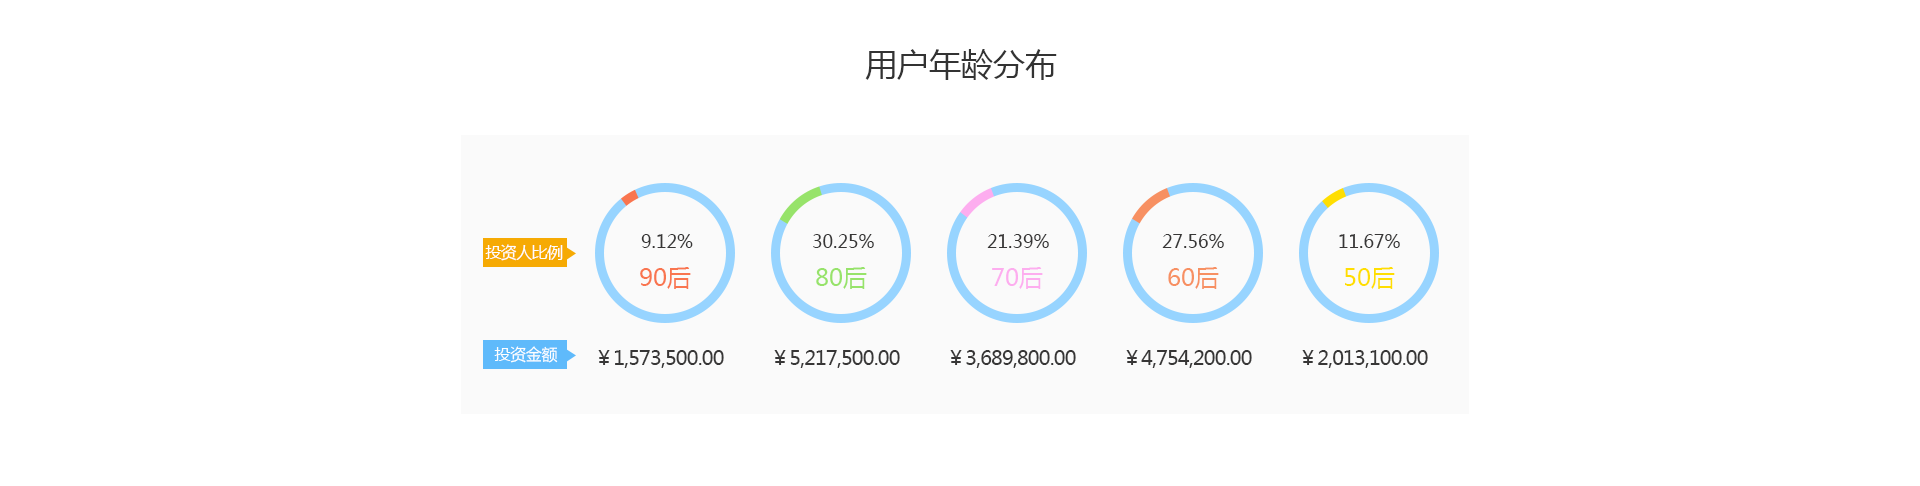 用户年龄分布
投资人比例
9.12%
90后
30.25%
80后
21.39%
70后
27.56%
60后
11.67%
50后
投资金额
¥1,573,500.00
¥5,217,500.00
¥3,689,800.00
¥4,754,200.00
¥2,013,100.00